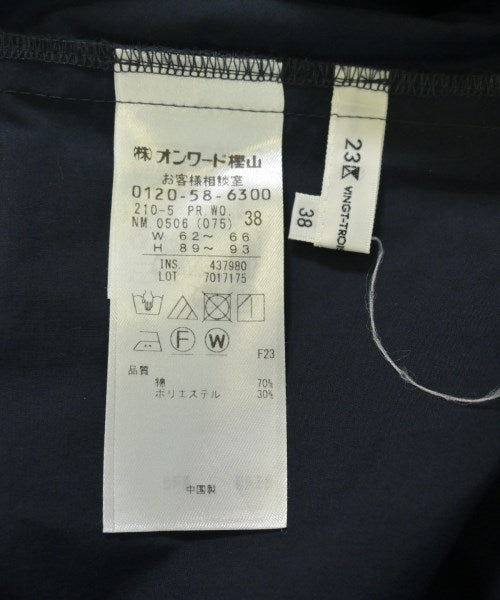 (株)オンワード樫山
お客様相談室
0120-58-6300
210-5 PR WO.
NM 0506 (075) 38
W 62～ 66
H 89～ 93
INS. 437980
LOT 7017175
F W
F23
品質
綿 70%
ポリエステル 30%
中国製
23区
VINGT-TROIS
38